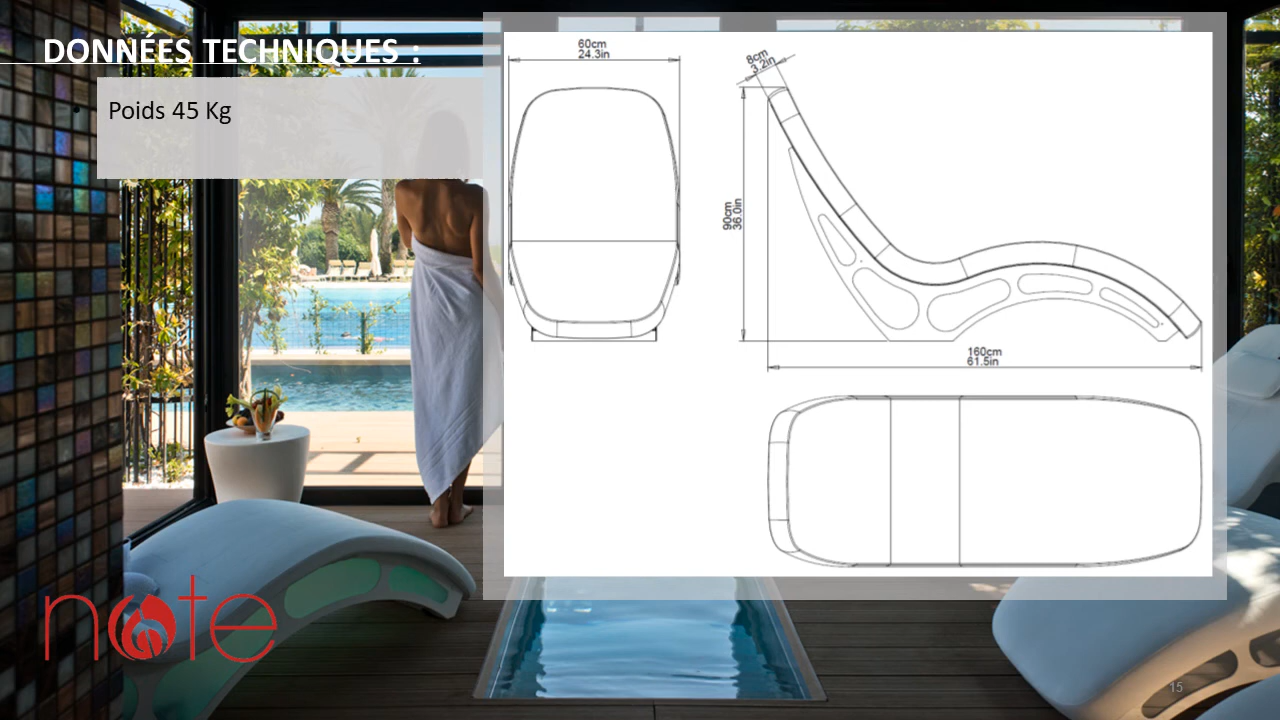 DONNÉES TECHNIQUES :
• Poids 45 Kg
60cm
24.3in
8cm
3.2in
90cm
36.0in
160cm
61.5in
note
15